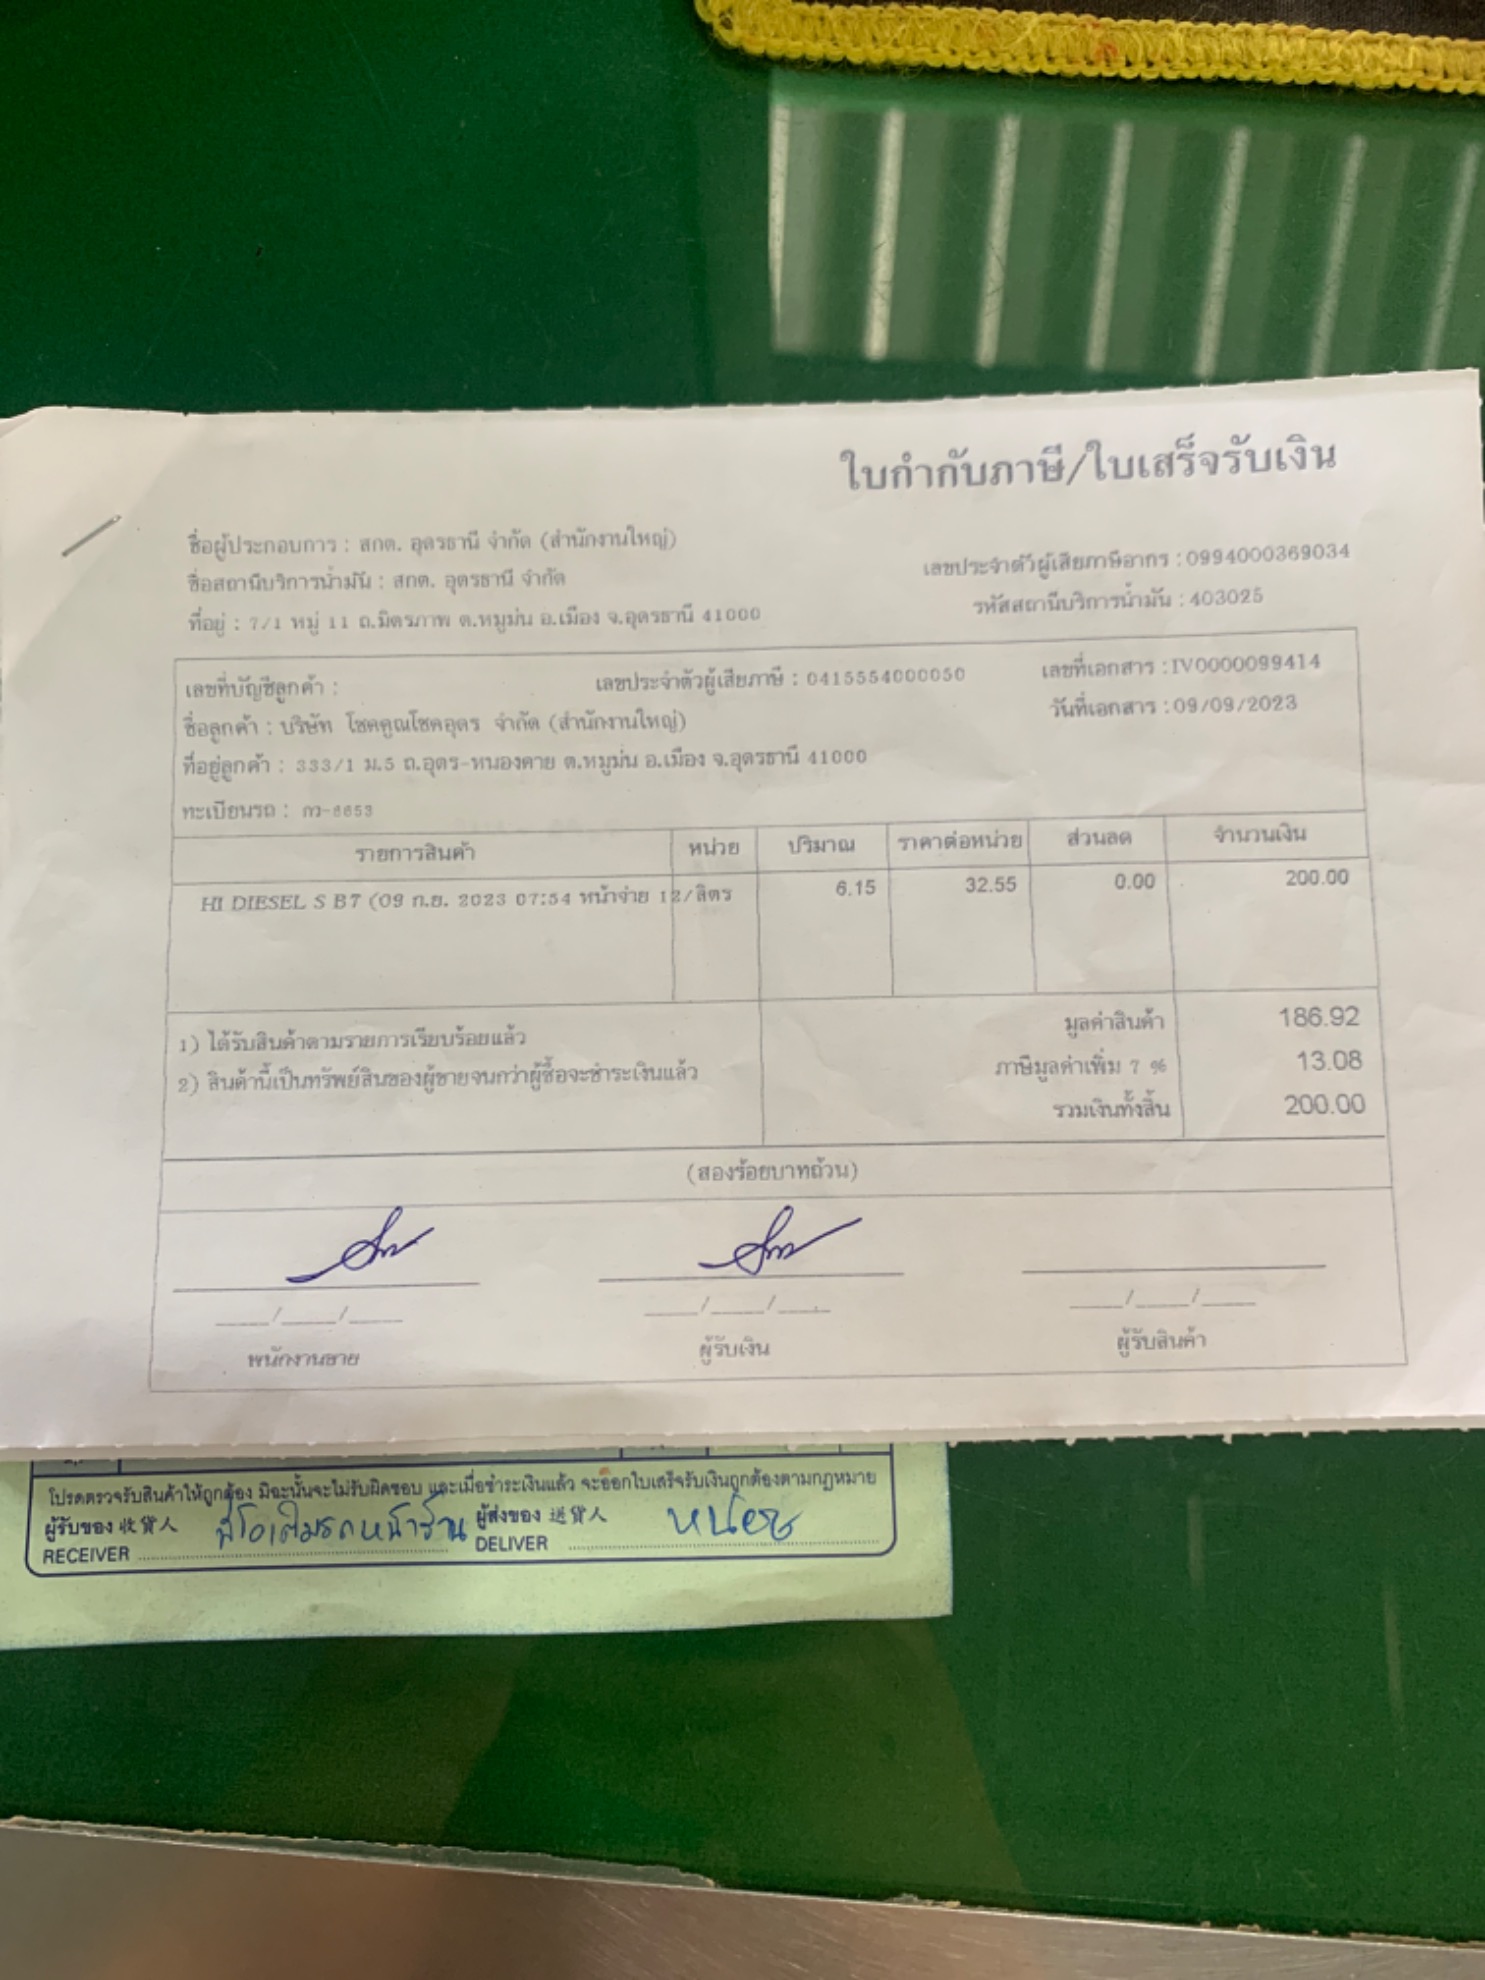 ใบกำกับภาษี/ใบเสร็จรับเงิน
ชื่อผู้ประกอบการ : สกต. อุดรธานี จำกัด (สำนักงานใหญ่)
ชื่อสถานีบริการน้ำมัน : สกต. อุดรธานี จำกัด
ที่อยู่ : 7/1 หมู่ 11 ถ.มิตรภาพ ต.หมูม่น อ.เมือง จ.อุดรธานี 41000
เลขประจำตัวผู้เสียภาษีอากร : 0994000369034
รหัสสถานีบริการน้ำมัน : 403025
เลขที่บัญชีลูกค้า : เลขประจำตัวผู้เสียภาษี : 0415554000050 เลขที่เอกสาร : IV0000099414
ชื่อลูกค้า : บริษัท โชคคูณโชคอุดร จำกัด (สำนักงานใหญ่) วันที่เอกสาร : 09/09/2023
ที่อยู่ลูกค้า : 333/1 ม.5 ถ.อุดร-หนองคาย ต.หมูม่น อ.เมือง จ.อุดรธานี 41000
ทะเบียนรถ :
รายการสินค้า หน่วย ปริมาณ ราคาต่อหน่วย ส่วนลด จำนวนเงิน
HI DIESEL S B7 (09 ก.ย. 2023 07:54 หน้าจ่าย 12/ลิตร 6.15 32.55 0.00 200.00
1) ได้รับสินค้าตามรายการเรียบร้อยแล้ว
2) สินค้านี้เป็นทรัพย์สินของผู้ขายจนกว่าผู้ซื้อจะชำระเงินแล้ว
มูลค่าสินค้า 186.92
ภาษีมูลค่าเพิ่ม 7 % 13.08
รวมเงินทั้งสิ้น 200.00
(สองร้อยบาทถ้วน)
____/____/____ ____/____/____ ____/____/____
พนักงานขาย ผู้รับเงิน ผู้รับสินค้า
โปรดตรวจรับสินค้าให้ถูกต้อง มิฉะนั้นจะไม่รับผิดชอบ และเมื่อชำระเงินแล้ว จะออกใบเสร็จรับเงินถูกต้องตามกฎหมาย
ผู้รับของ 收貨人 ผู้ส่งของ 送貨人 หน่อย
RECEIVER DELIVER